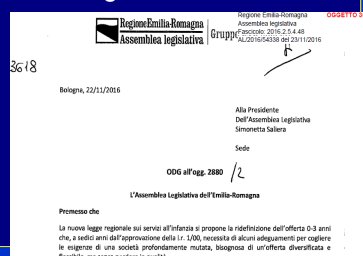 RegioneEmilia-Romagna
Assemblea legislativa
Grupp
Regione Emilia-Romagna
Assemblea legislativa
Fascicolo: 2016.2.5.4.48
AL/2016/54338 del 23/11/2016
OGGETTO 3
3618
Bologna, 22/11/2016
Alla Presidente
Dell'Assemblea Legislativa
Simonetta Saliera
Sede
ODG all'ogg. 2880 /2
L'Assemblea Legislativa dell'Emilia-Romagna
Premesso che
La nuova legge regionale sui servizi all'infanzia si propone la ridefinizione dell'offerta 0-3 anni
che, a sedici anni dall'approvazione della l.r. 1/00, necessita di alcuni adeguamenti per cogliere
le esigenze di una società profondamente mutata, bisognosa di un'offerta diversificata e